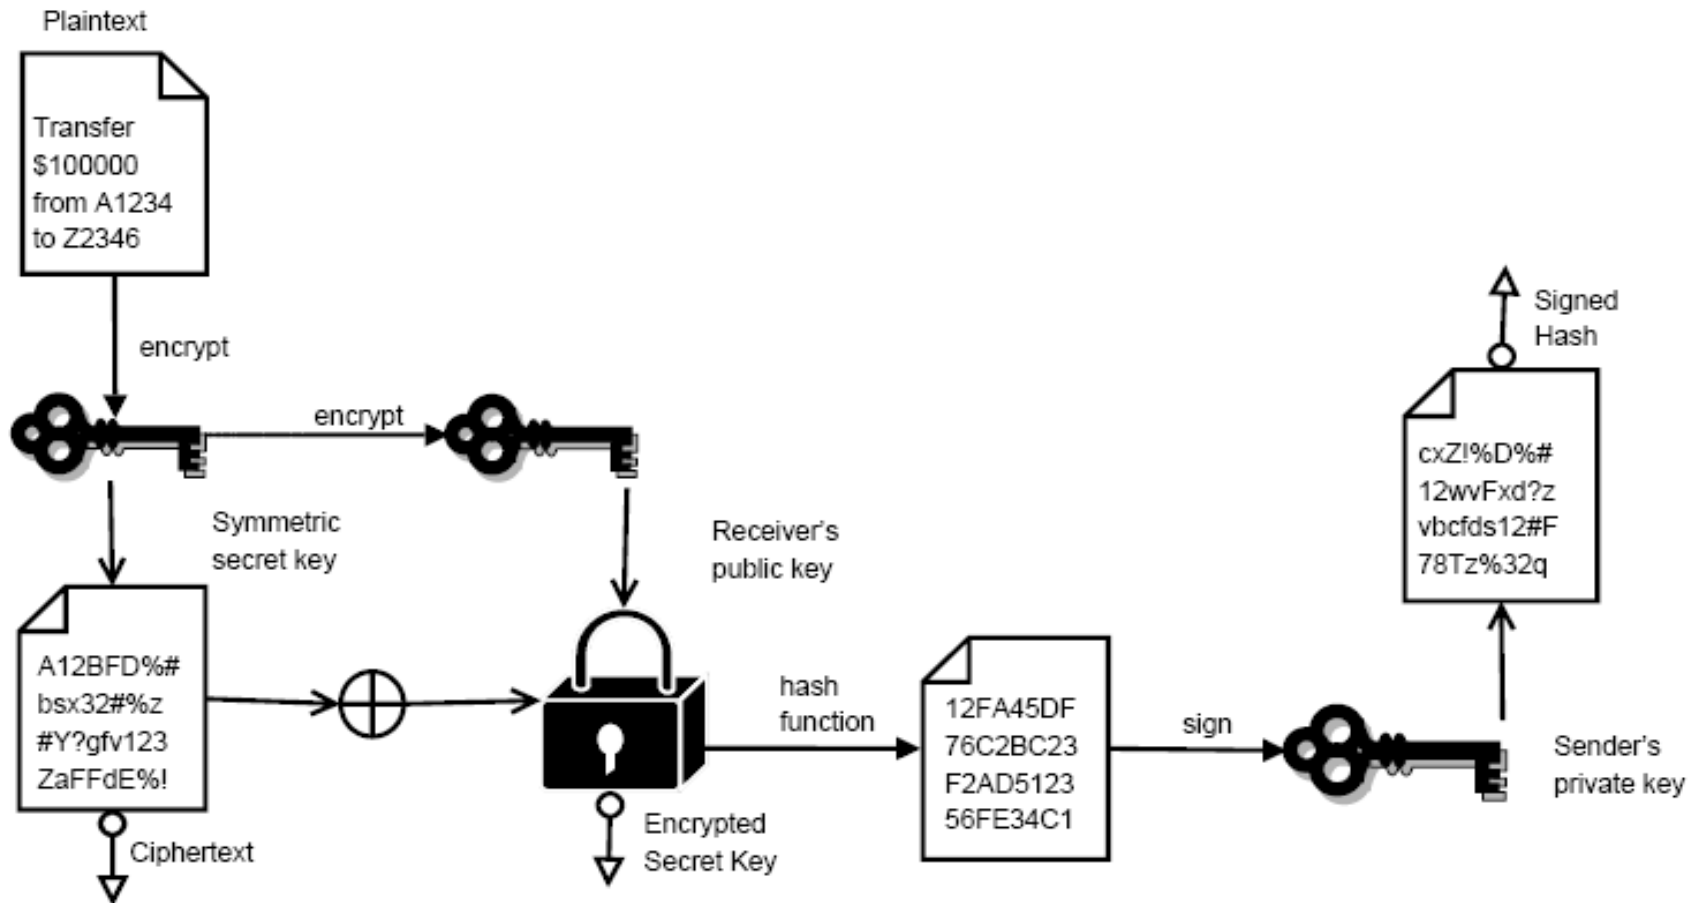 Plaintext
Transfer
$100000
from A1234
to Z2346
encrypt
encrypt
Symmetric
secret key
Receiver's
public key
A12BFD%#
bsx32#%z
#Y?gfv123
ZaFFdE%!
Ciphertext
Encrypted
Secret Key
hash
function
12FA45DF
76C2BC23
F2AD5123
56FE34C1
sign
Sender's
private key
cxZ!%D%#
12wvFxd?z
vbcfds12#F
78Tz%32q
Signed
Hash